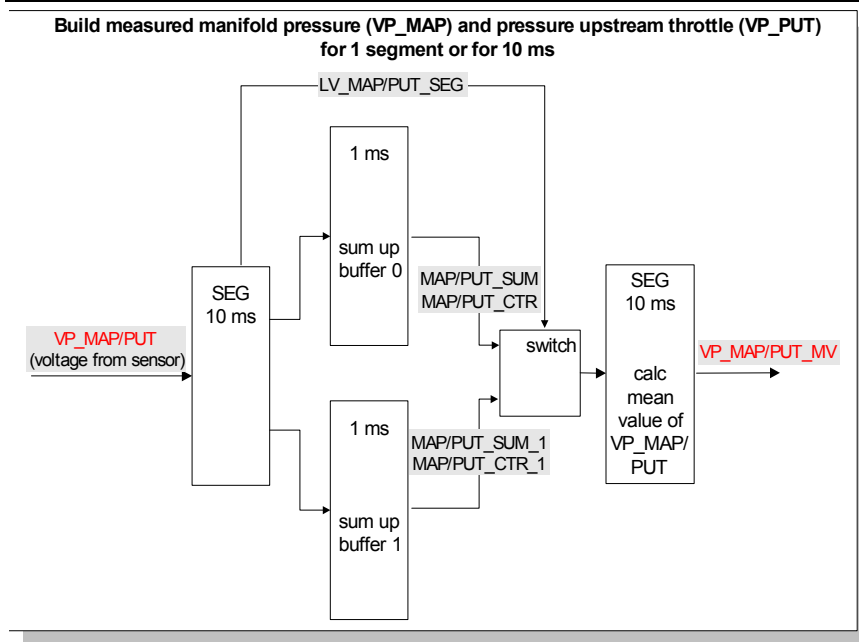 Build measured manifold pressure (VP_MAP) and pressure upstream throttle (VP_PUT)
for 1 segment or for 10 ms
LV_MAP/PUT_SEG
1 ms
sum up
buffer 0
MAP/PUT_SUM
MAP/PUT_CTR
SEG
10 ms
VP_MAP/PUT
(voltage from sensor)
switch
SEG
10 ms
calc
mean
value of
VP_MAP/
PUT
VP_MAP/PUT_MV
1 ms
sum up
buffer 1
MAP/PUT_SUM_1
MAP/PUT_CTR_1